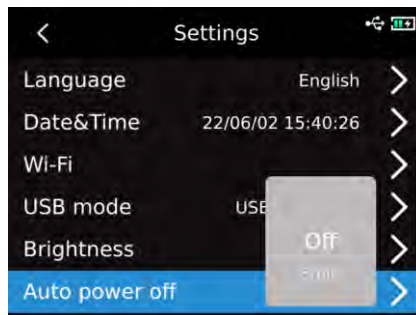 Settings
Language English
Date&Time 22/06/02 15:40:26
Wi-Fi
USB mode USB
Brightness
Auto power off Off